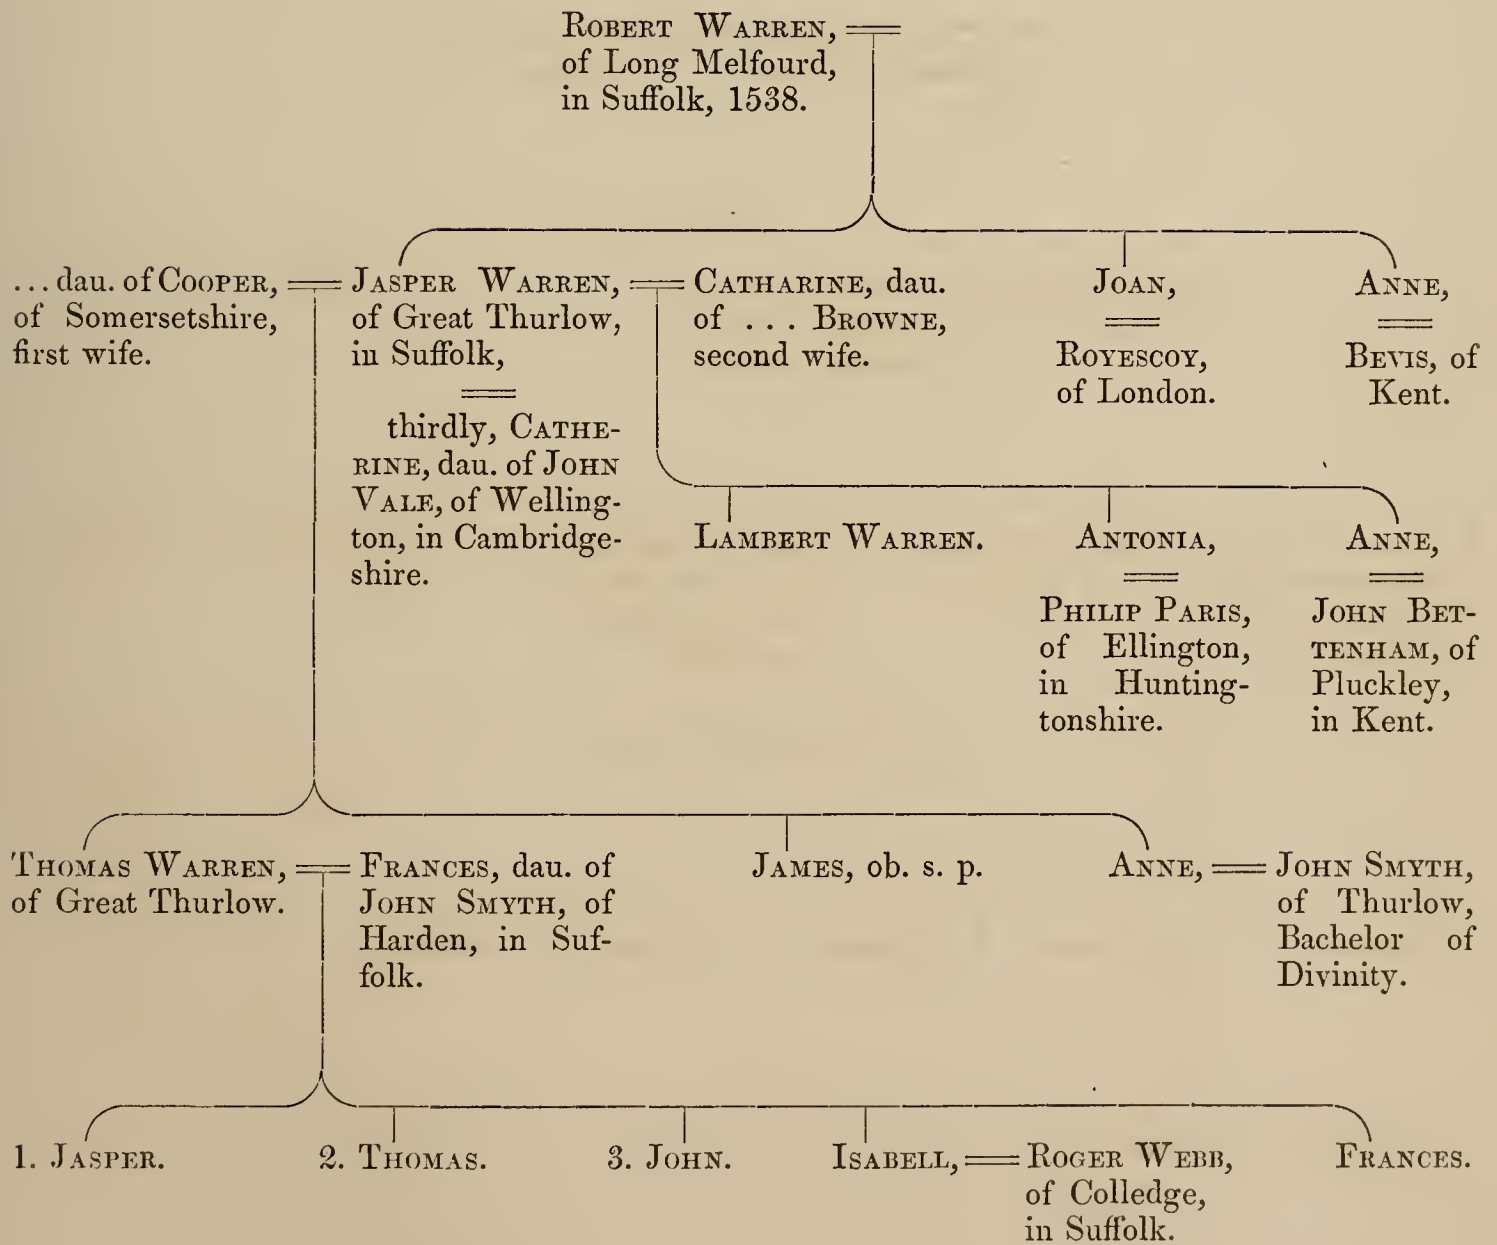 ROBERT WARREN,
of Long Melfourd,
in Suffolk, 1538.
... dau. of COOPER,
of Somersetshire,
first wife.
JASPER WARREN,
of Great Thurlow,
in Suffolk,
thirdly, CATHE-
RINE, dau. of JOHN
VALE, of Welling-
ton, in Cambridge-
shire.
CATHARINE, dau.
of ... BROWNE,
second wife.
JOAN,
ROYESCOY,
of London.
ANNE,
BEVIS, of
Kent.
LAMBERT WARREN.
ANTONIA,
PHILIP PARIS,
of Ellington,
in Hunting-
tonshire.
ANNE,
JOHN BET-
TENHAM, of
Pluckley,
in Kent.
THOMAS WARREN,
of Great Thurlow.
FRANCES, dau. of
JOHN SMYTH, of
Harden, in Suf-
folk.
JAMES, ob. s. p.
ANNE,
JOHN SMYTH,
of Thurlow,
Bachelor of
Divinity.
1. JASPER.
2. THOMAS.
3. JOHN.
ISABELL,
ROGER WEBB,
of Colledge,
in Suffolk.
FRANCES.